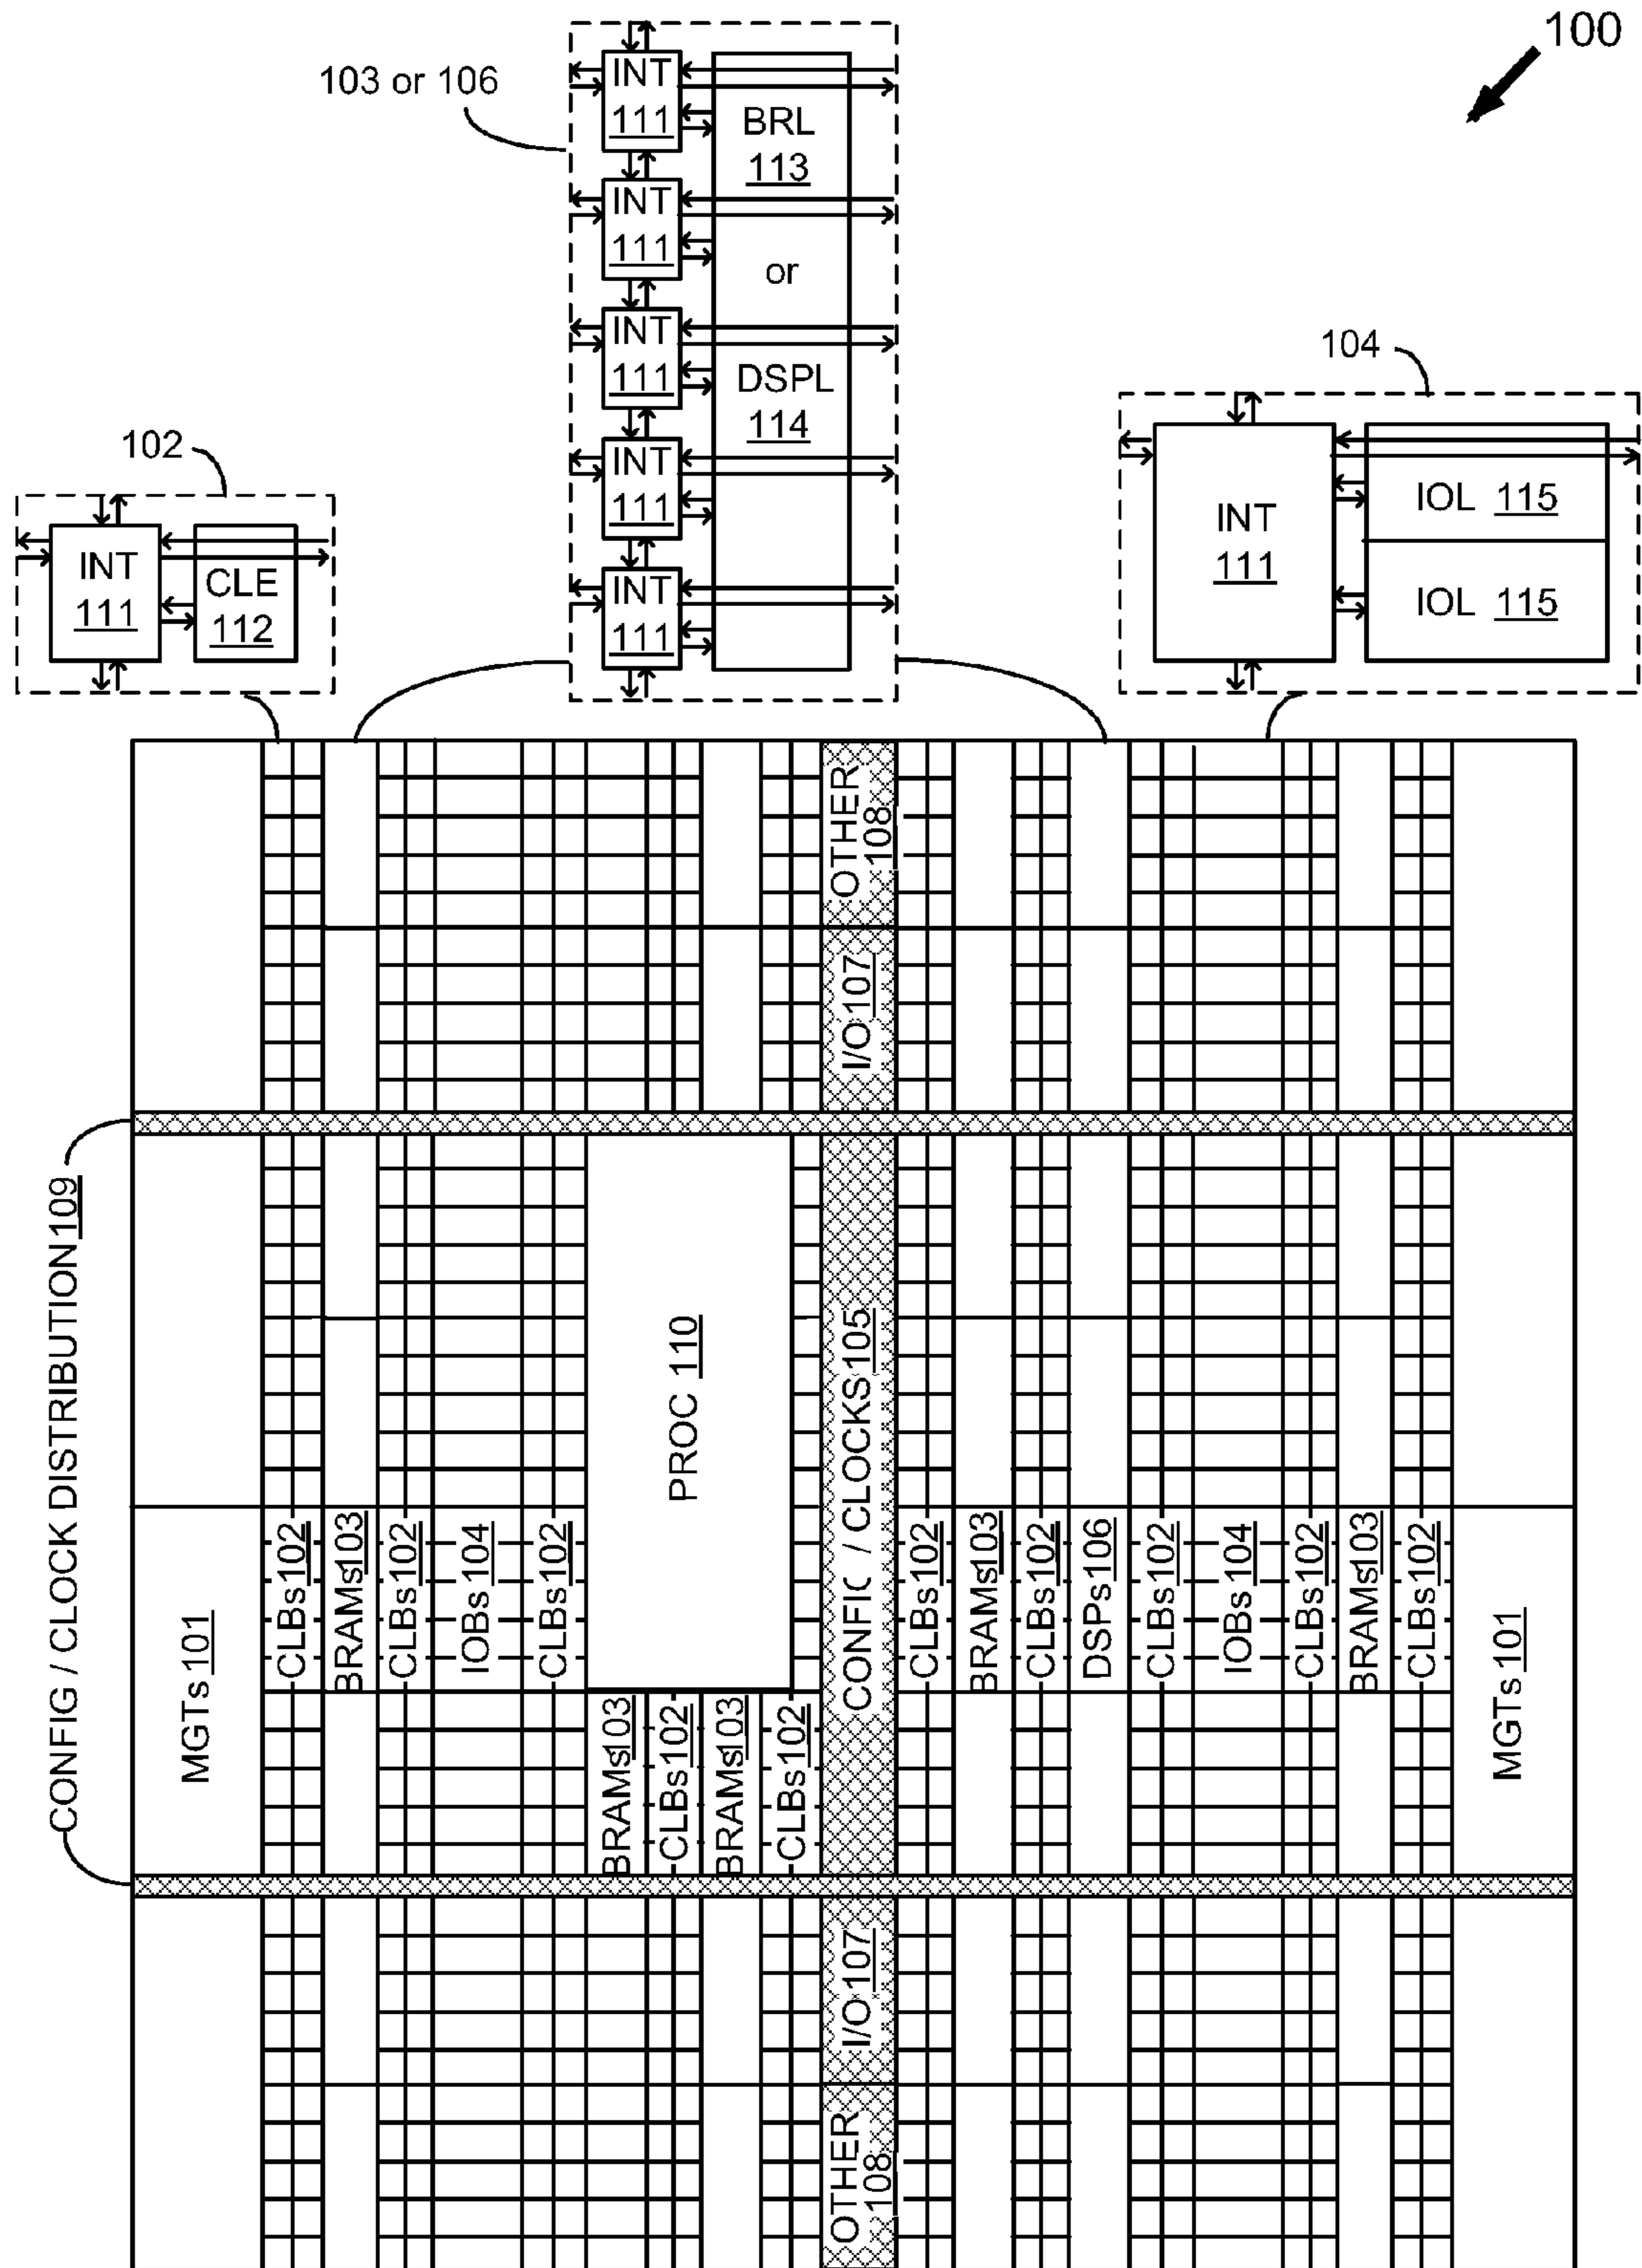 100
103 or 106
INT
111
INT
111
INT
111
INT
111
INT
111
BRL
113
or
DSPL
114
104
INT
111
IOL 115
IOL 115
102
INT
111
CLE
112
OTHER
108
I/O 107
CONFIG / CLOCK DISTRIBUTION 109
PROC 110
CONFIG / CLOCKS 105
MGTs 101
CLBs 102
BRAMs 103
CLBs 102
IOBs 104
CLBs 102
BRAMs 103
CLBs 102
BRAMs 103
CLBs 102
CLBs 102
BRAMs 103
CLBs 102
DSPs 106
CLBs 102
IOBs 104
CLBs 102
BRAMs 103
CLBs 102
MGTs 101
I/O 107
OTHER
108